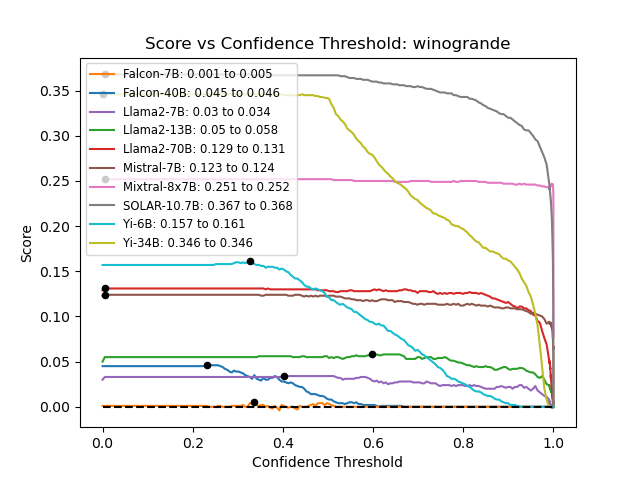 Score vs Confidence Threshold: winogrande
Falcon-7B: 0.001 to 0.005
Falcon-40B: 0.045 to 0.046
Llama2-7B: 0.03 to 0.034
Llama2-13B: 0.05 to 0.058
Llama2-70B: 0.129 to 0.131
Mistral-7B: 0.123 to 0.124
Mixtral-8x7B: 0.251 to 0.252
SOLAR-10.7B: 0.367 to 0.368
Yi-6B: 0.157 to 0.161
Yi-34B: 0.346 to 0.346
Score
0.35
0.30
0.25
0.20
0.15
0.10
0.05
0.00
0.0 0.2 0.4 0.6 0.8 1.0
Confidence Threshold